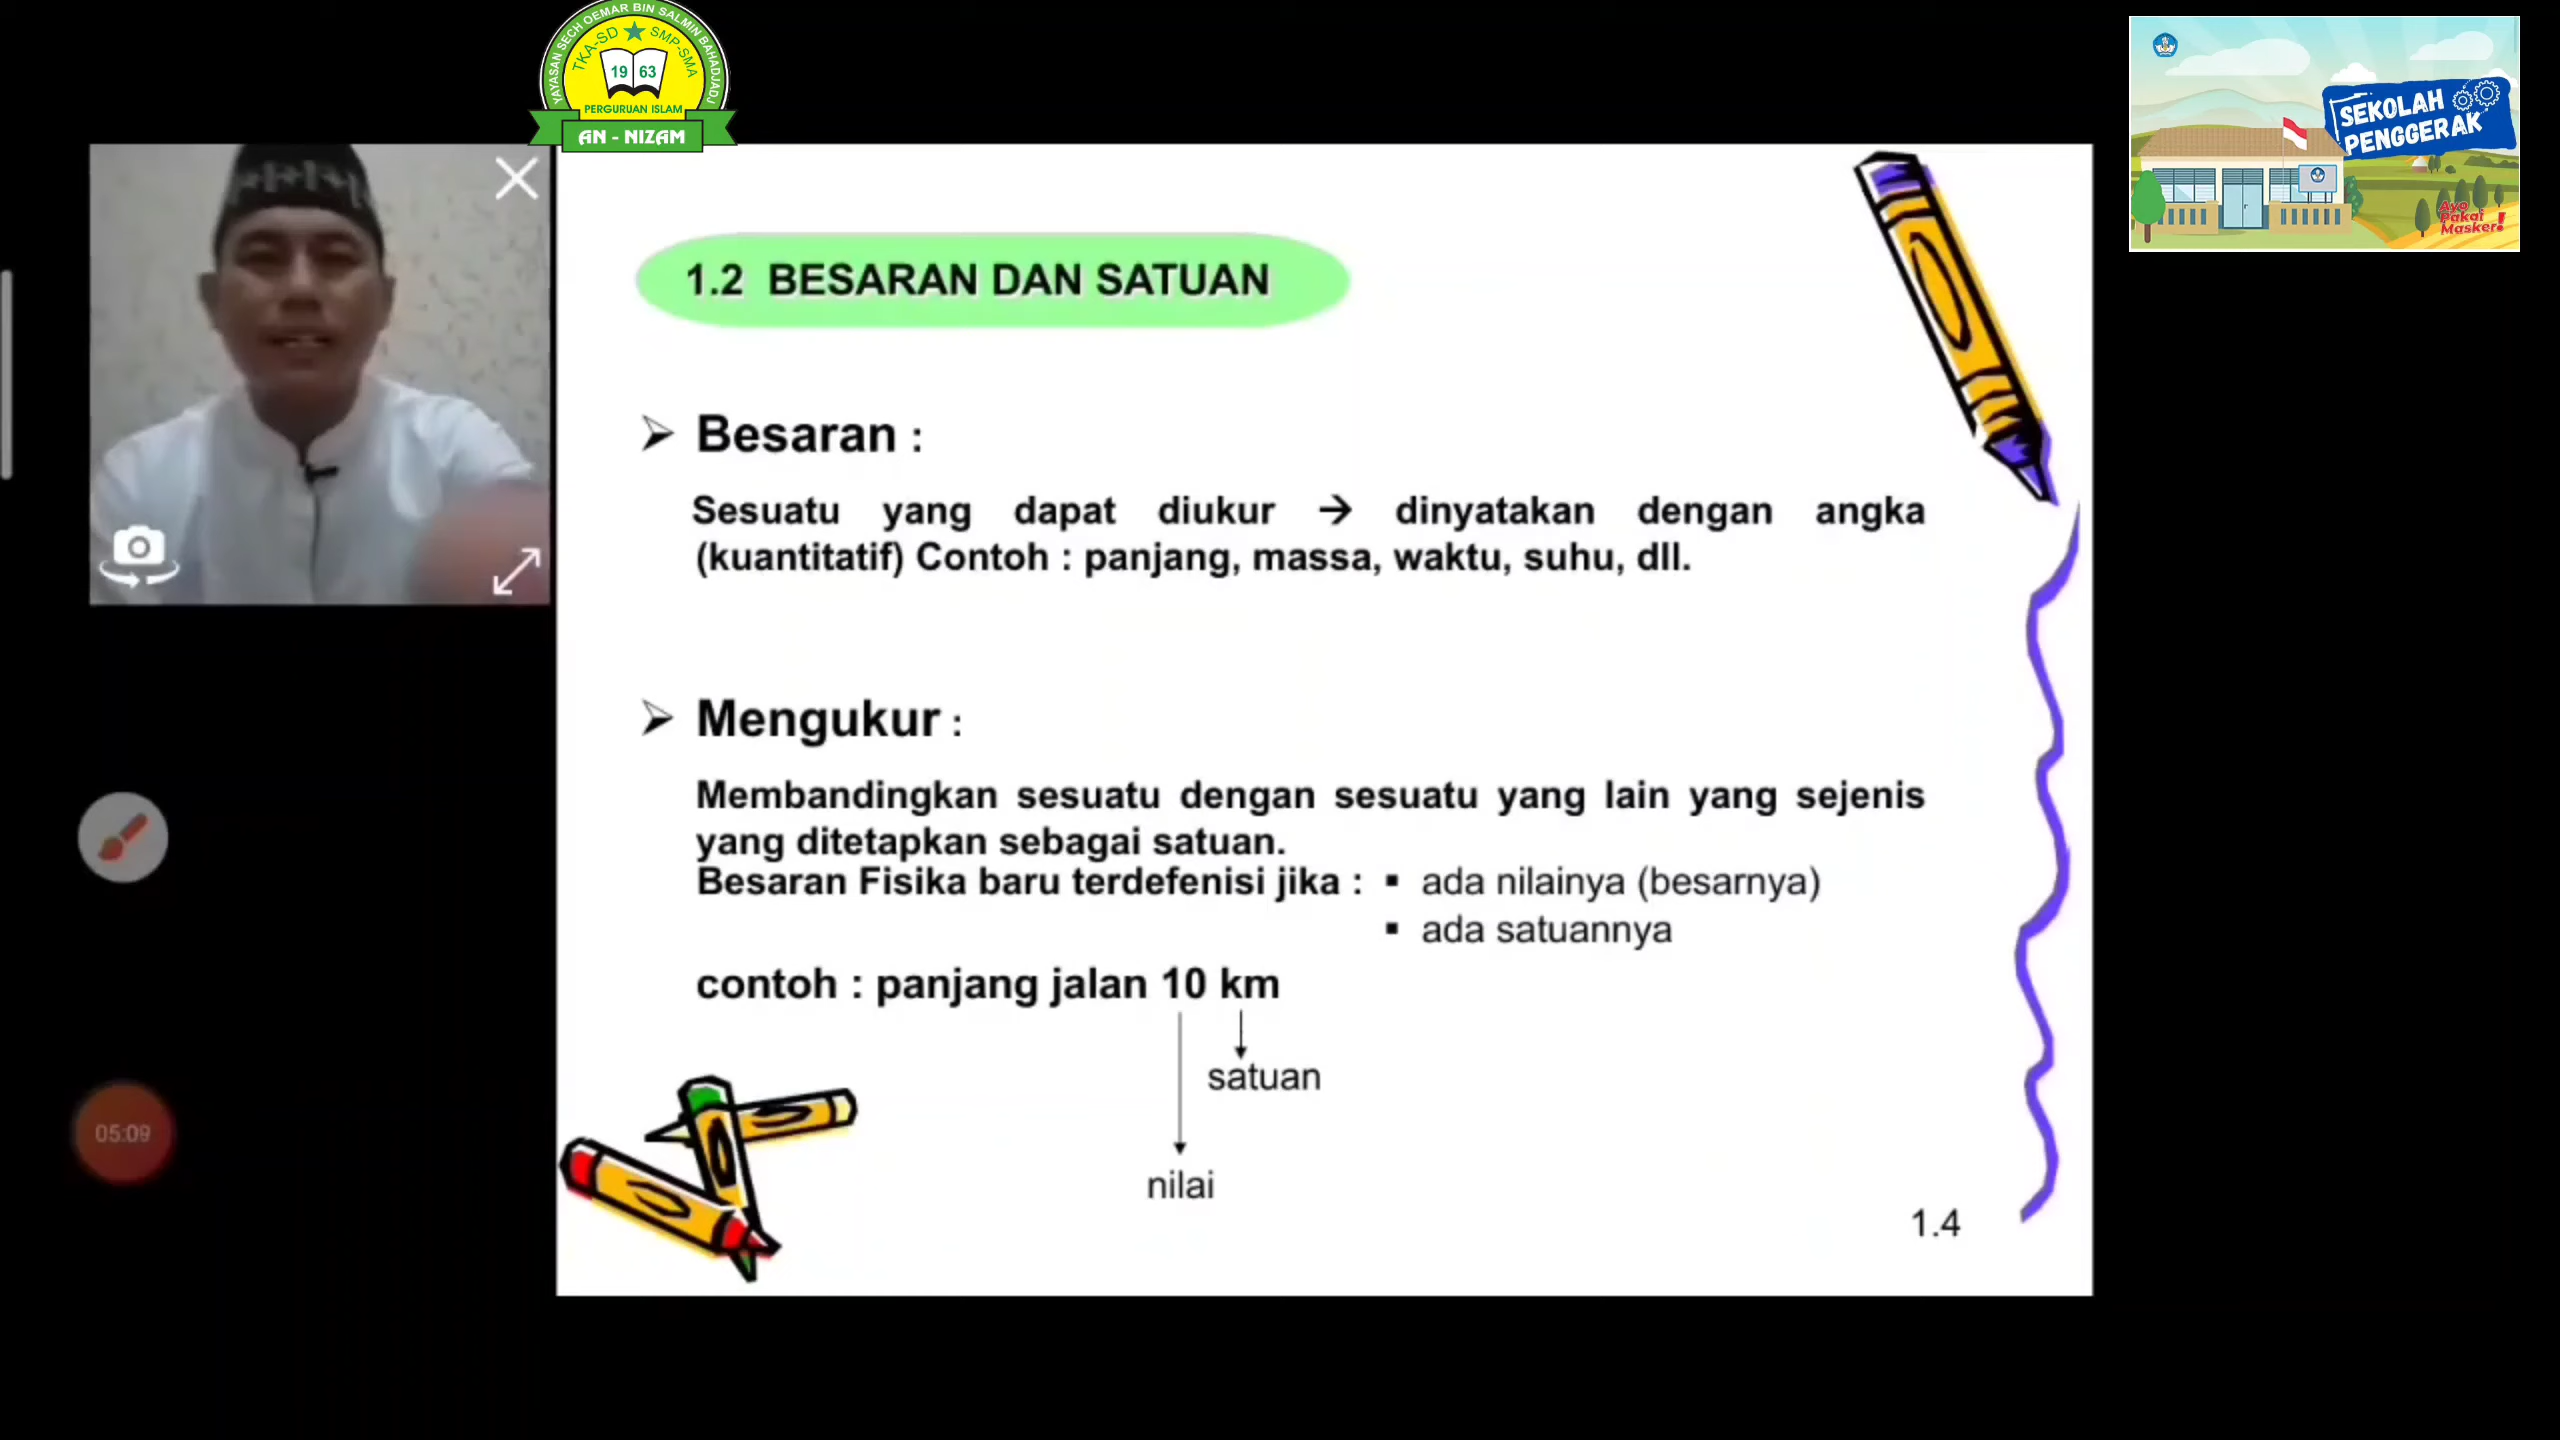 YAYASAN SECH OEMAR BIN SALMIN BAHADJADJ
TKA-SD SMP-SMA
19 63
PERGURUAN ISLAM
AN - NIZAM
SEKOLAH
PENGGERAK
Ayo
Pakai
Masker!
1.2 BESARAN DAN SATUAN
➢ Besaran :
Sesuatu yang dapat diukur → dinyatakan dengan angka
(kuantitatif) Contoh : panjang, massa, waktu, suhu, dll.
➢ Mengukur :
Membandingkan sesuatu dengan sesuatu yang lain yang sejenis
yang ditetapkan sebagai satuan.
Besaran Fisika baru terdefenisi jika : ▪ ada nilainya (besarnya)
▪ ada satuannya
contoh : panjang jalan 10 km
satuan
nilai
05:09
1.4